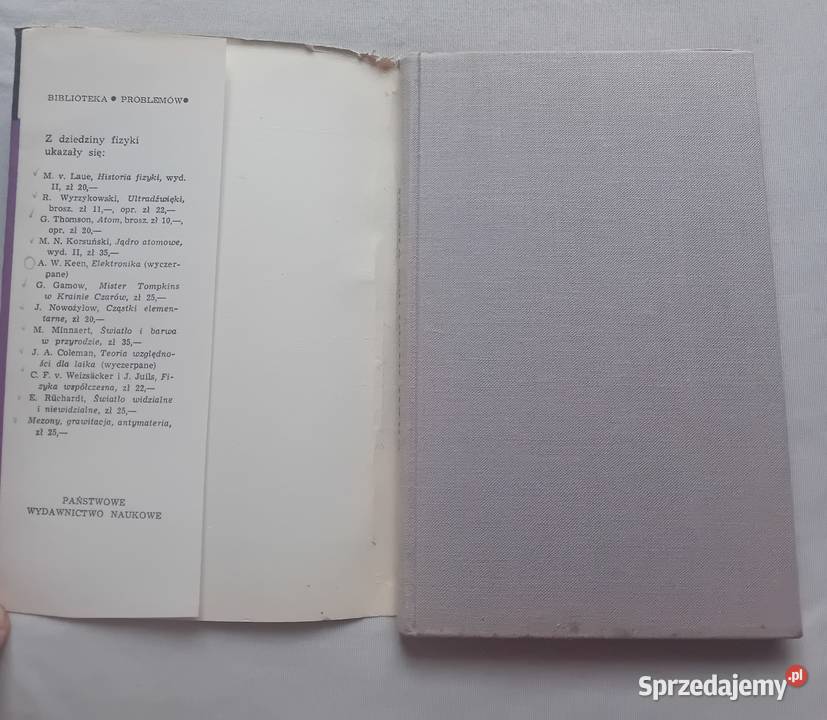 BIBLIOTEKA • PROBLEMÓW•
Z dziedziny fizyki
ukazały się:
M. v. Laue, Historia fizyki, wyd.
II, zł 20,—
R. Wyrzykowski, Ultradźwięki,
brosz. zł 11,—, opr. zł 22,—
G. Thomson, Atom, brosz. zł 10,—,
opr. zł 20,—
M. N. Korsuński, Jądro atomowe,
wyd. II, zł 35,—
A. W. Keen, Elektronika (wyczer-
pane)
G. Gamow, Mister Tompkins
w Krainie Czarów, zł 25,—
J. Nowożyłow, Cząstki elemen-
tarne, zł 20,—
M. Minnaert, Światło i barwa
w przyrodzie, zł 35,—
J. A. Coleman, Teoria względno-
ści dla laika (wyczerpane)
C. F. v. Weizsäcker i J. Juils, Fi-
zyka współczesna, zł 22,—
E. Rüchardt, Światło widzialne
i niewidzialne, zł 25,—
Mezony, grawitacja, antymateria,
zł 25,—
PAŃSTWOWE
WYDAWNICTWO NAUKOWE
Sprzedajemy.pl